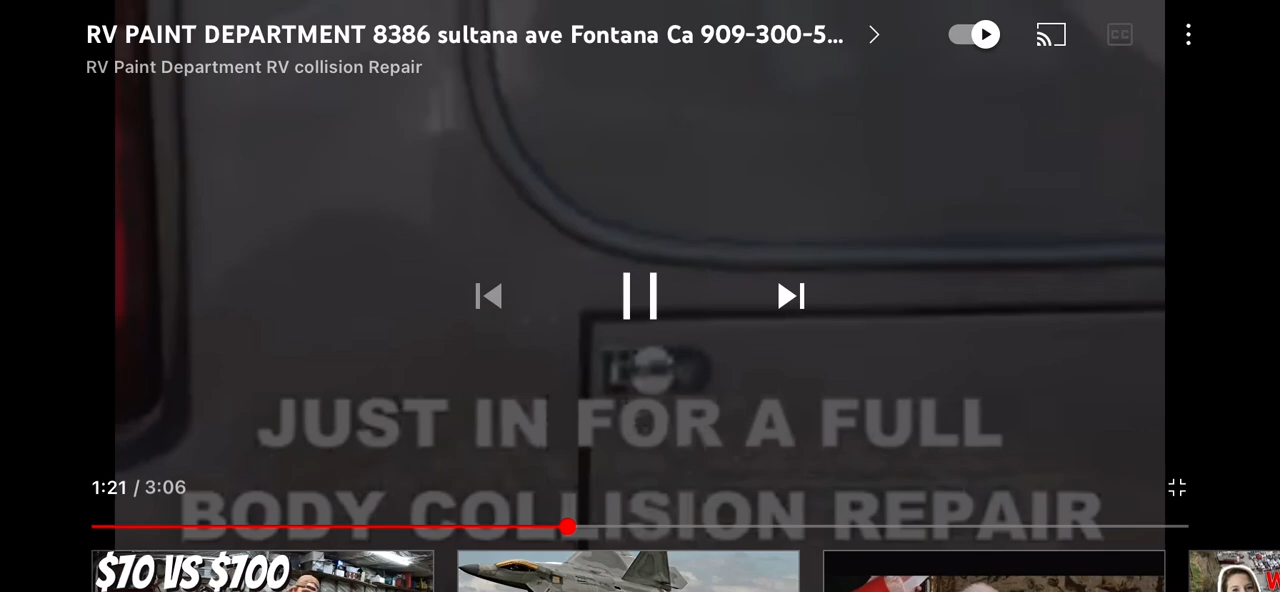 RV PAINT DEPARTMENT 8386 sultana ave Fontana Ca 909-300-5...
RV Paint Department RV collision Repair
CC
JUST IN FOR A FULL
1:21 / 3:06
BODY COLLISION REPAIR
$70 VS $700